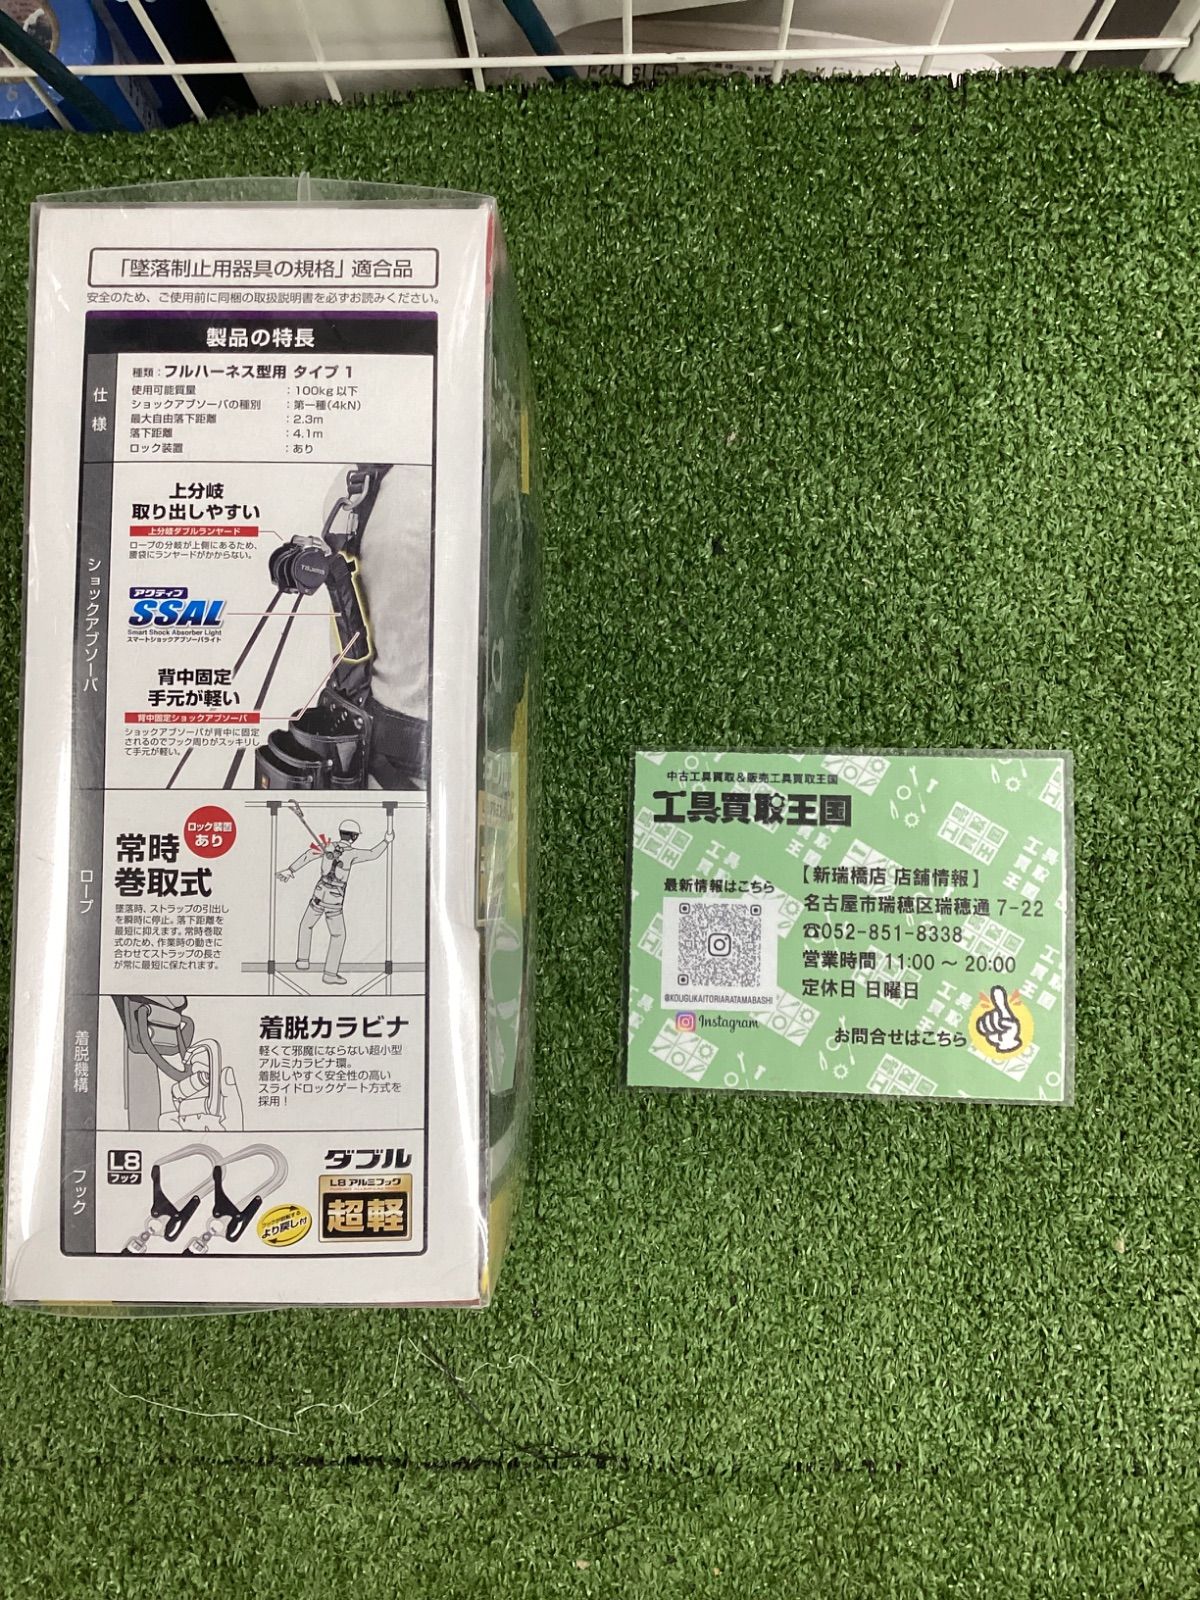 「墜落制止用器具の規格」適合品
安全のため、ご使用前に同梱の取扱説明書を必ずお読みください。
製品の特長
仕様
種類：フルハーネス型用 タイプ 1
使用可能質量 ：100kg 以下
ショックアブソーバの種別 ：第一種(4kN)
最大自由落下距離 ：2.3m
落下距離 ：4.1m
ロック装置 ：あり
ショックアブソーバ
上分岐
取り出しやすい
上分岐ダブルランヤード
ロープの分岐が上側にあるため、
腰袋にランヤードがかからない。
TAJIMA
アクティブ
SSAL
Smart Shock Absorber Light
スマートショックアブソーバライト
背中固定
手元が軽い
背中固定ショックアブソーバ
ショックアブソーバが背中に固定
されるのでフック周りがスッキリし
て手元が軽い。
ロープ
常時
巻取式
ロック装置
あり
墜落時、ストラップの引出し
を瞬時に停止。落下距離を
最短に抑えます。常時巻取
式のため、作業時の動きに
合わせてストラップの長さ
が常に最短に保たれます。
着脱機構
着脱カラビナ
軽くて邪魔にならない超小型
アルミカラビナ環。
着脱しやすく安全性の高い
スライドロックゲート方式を
採用！
フック
L8
フック
フックが回転する
より戻し付
ダブル
L8 アルミフック
超軽
中古工具買取＆販売工具買取王国
工具買取王国
最新情報はこちら
@KOUGUKAITORIARATAMABASHI
Instagram
【新瑞橋店 店舗情報】
名古屋市瑞穂区瑞穂通 7-22
☎052-851-8338
営業時間 11:00 ～ 20:00
定休日 日曜日
お問合せはこちら